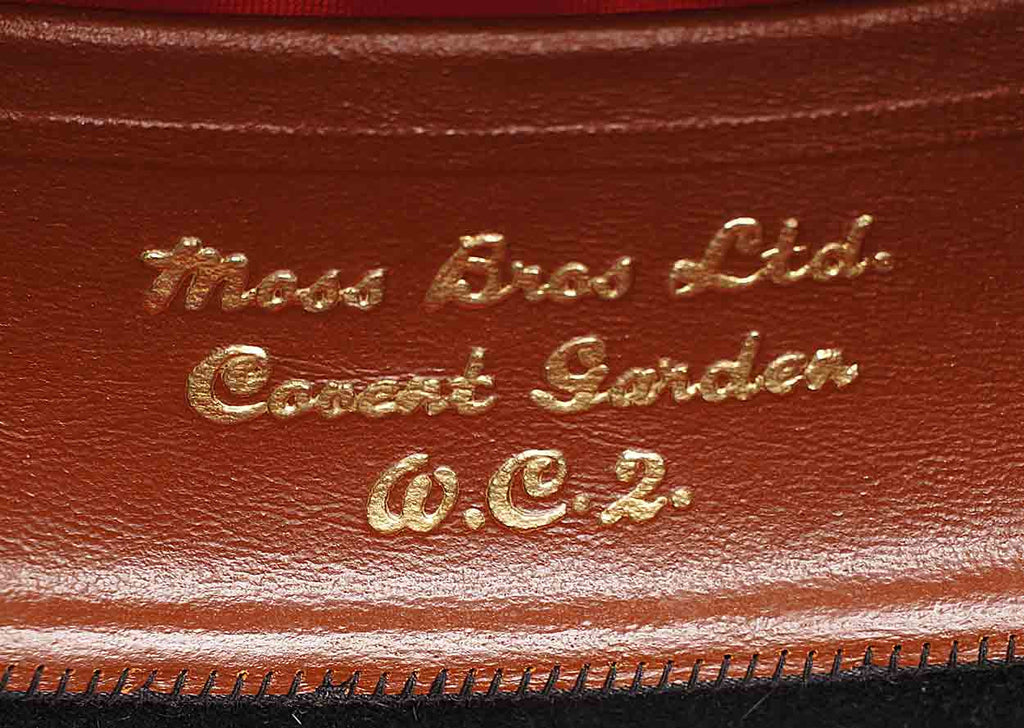 Moss Bros Ltd.
Covent Garden
W.C.2.